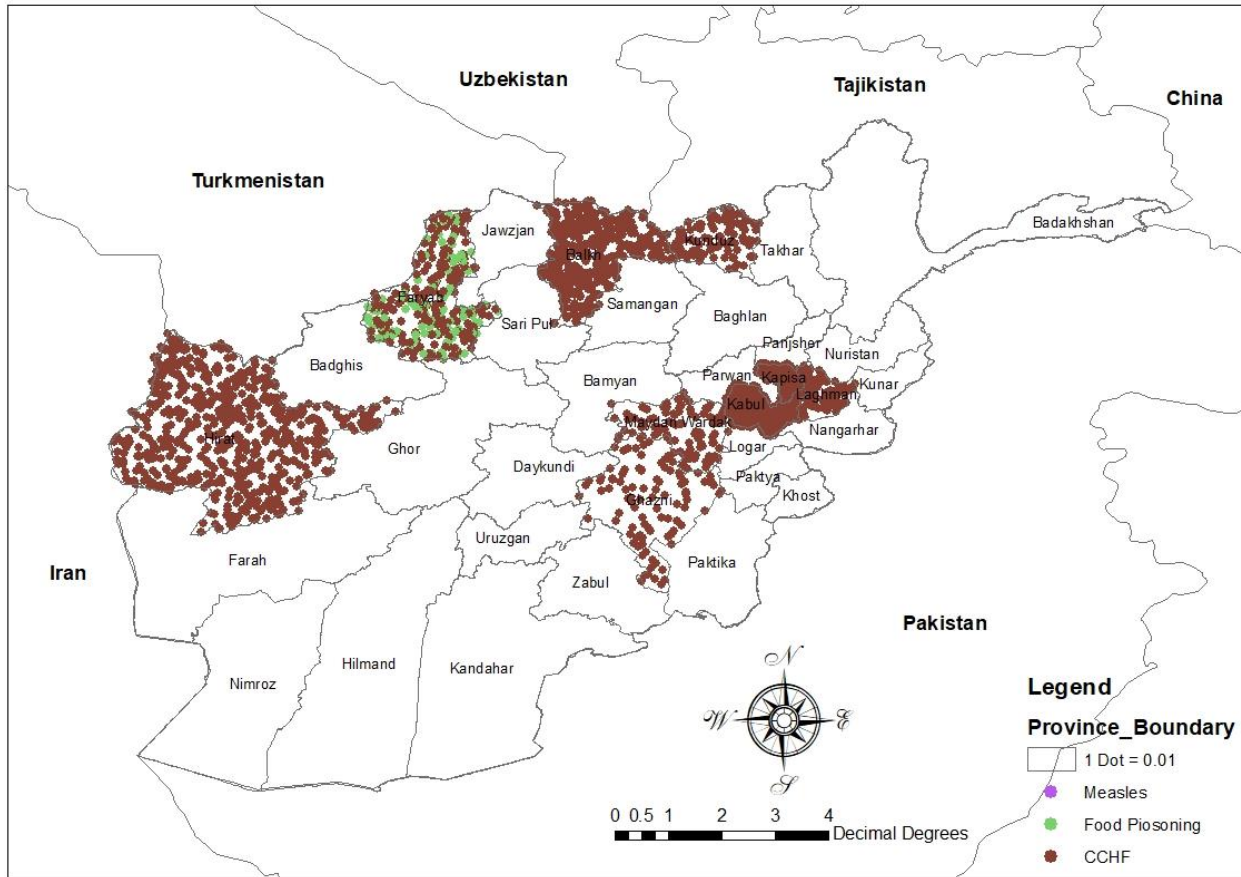 Uzbekistan
Tajikistan
China
Turkmenistan
Badakhshan
Jawzjan
Balkh
Kunduz
Takhar
Faryab
Samangan
Sari Pul
Baghlan
Badghis
Panjsher
Nuristan
Bamyan
Parwan
Kapisa
Kunar
Laghman
Kabul
Maydan Wardak
Nangarhar
Hirat
Ghor
Logar
Daykundi
Paktya
Ghazni
Khost
Uruzgan
Farah
Iran
Zabul
Paktika
Pakistan
Hilmand
Kandahar
Nimroz
N
W
E
S
Legend
Province_Boundary
1 Dot = 0.01
Measles
Food Piosoning
CCHF
0 0.5 1 2 3 4
Decimal Degrees